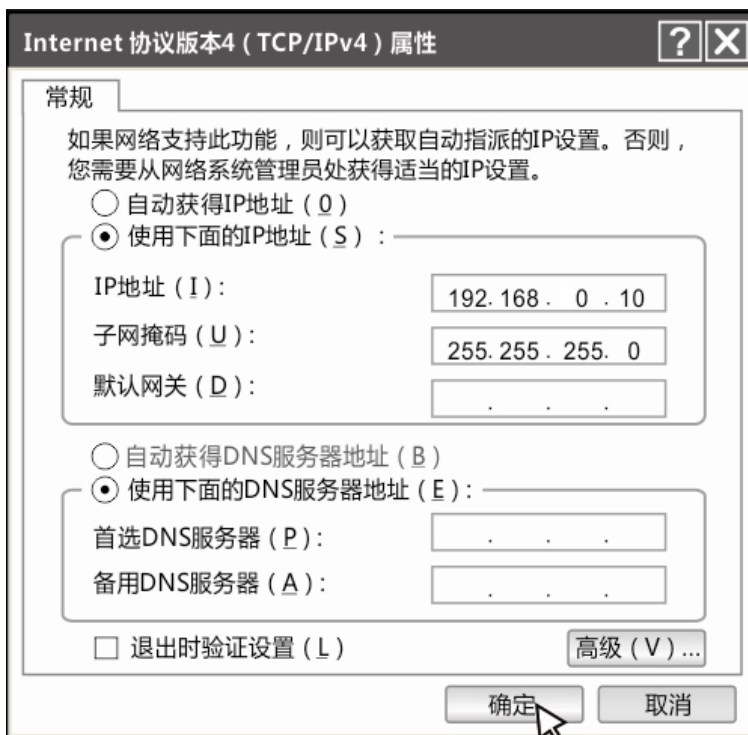 Internet 协议版本4（TCP/IPv4）属性
常规
如果网络支持此功能，则可以获取自动指派的IP设置。否则，
您需要从网络系统管理员处获得适当的IP设置。
自动获得IP地址（0）
使用下面的IP地址（S）:
IP地址（I）: 192.168. 0 .10
子网掩码（U）: 255.255.255. 0
默认网关（D）: . . .
自动获得DNS服务器地址（B）
使用下面的DNS服务器地址（E）:
首选DNS服务器（P）: . . .
备用DNS服务器（A）: . . .
退出时验证设置（L） 高级（V）...
确定 取消